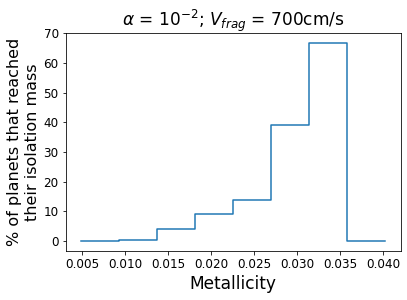 α = 10⁻²; V_frag = 700cm/s
% of planets that reached
their isolation mass
70
60
50
40
30
20
10
0
0.005 0.010 0.015 0.020 0.025 0.030 0.035 0.040
Metallicity